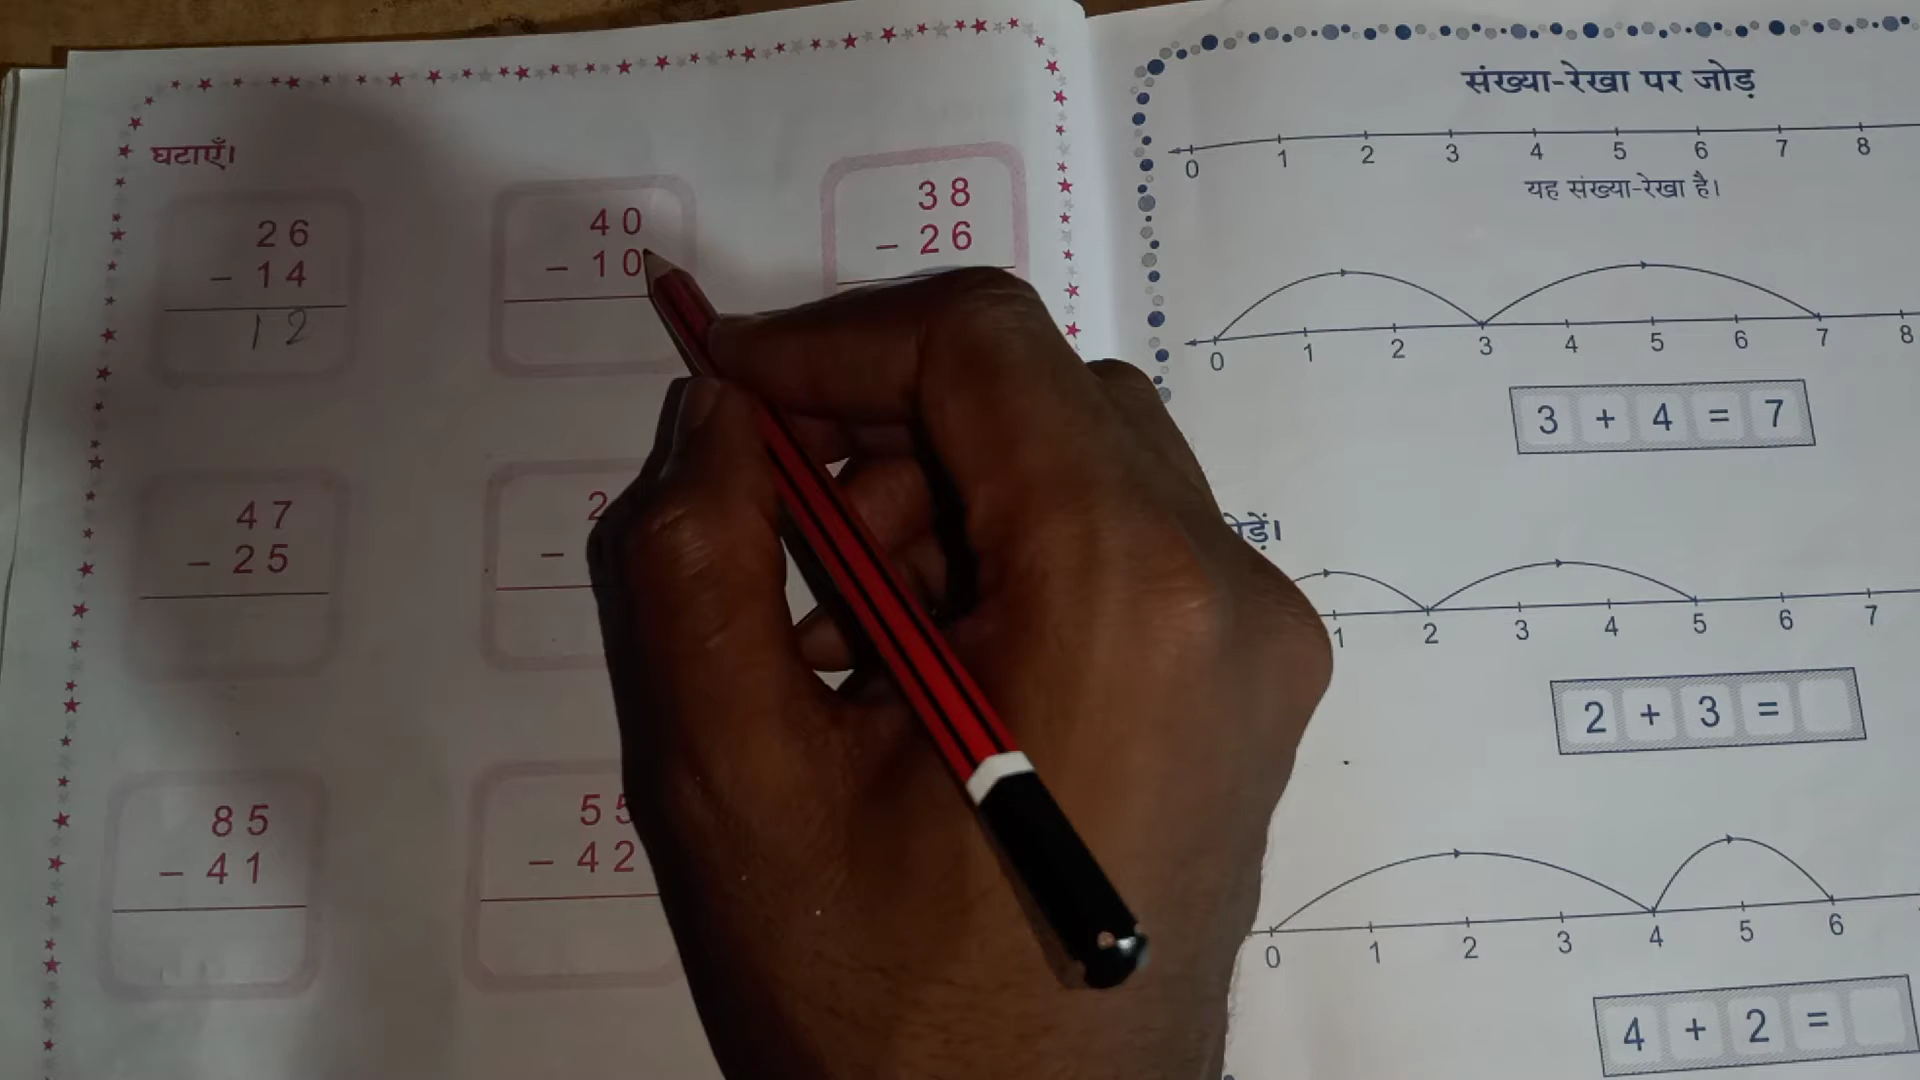 घटाएँ।
26
- 14
12
40
- 10
38
- 26
47
- 25
2
-
85
- 41
55
- 42
संख्या-रेखा पर जोड़
0 1 2 3 4 5 6 7 8
यह संख्या-रेखा है।
0 1 2 3 4 5 6 7 8
3 + 4 = 7
1 2 3 4 5 6 7
2 + 3 =
0 1 2 3 4 5 6
4 + 2 =